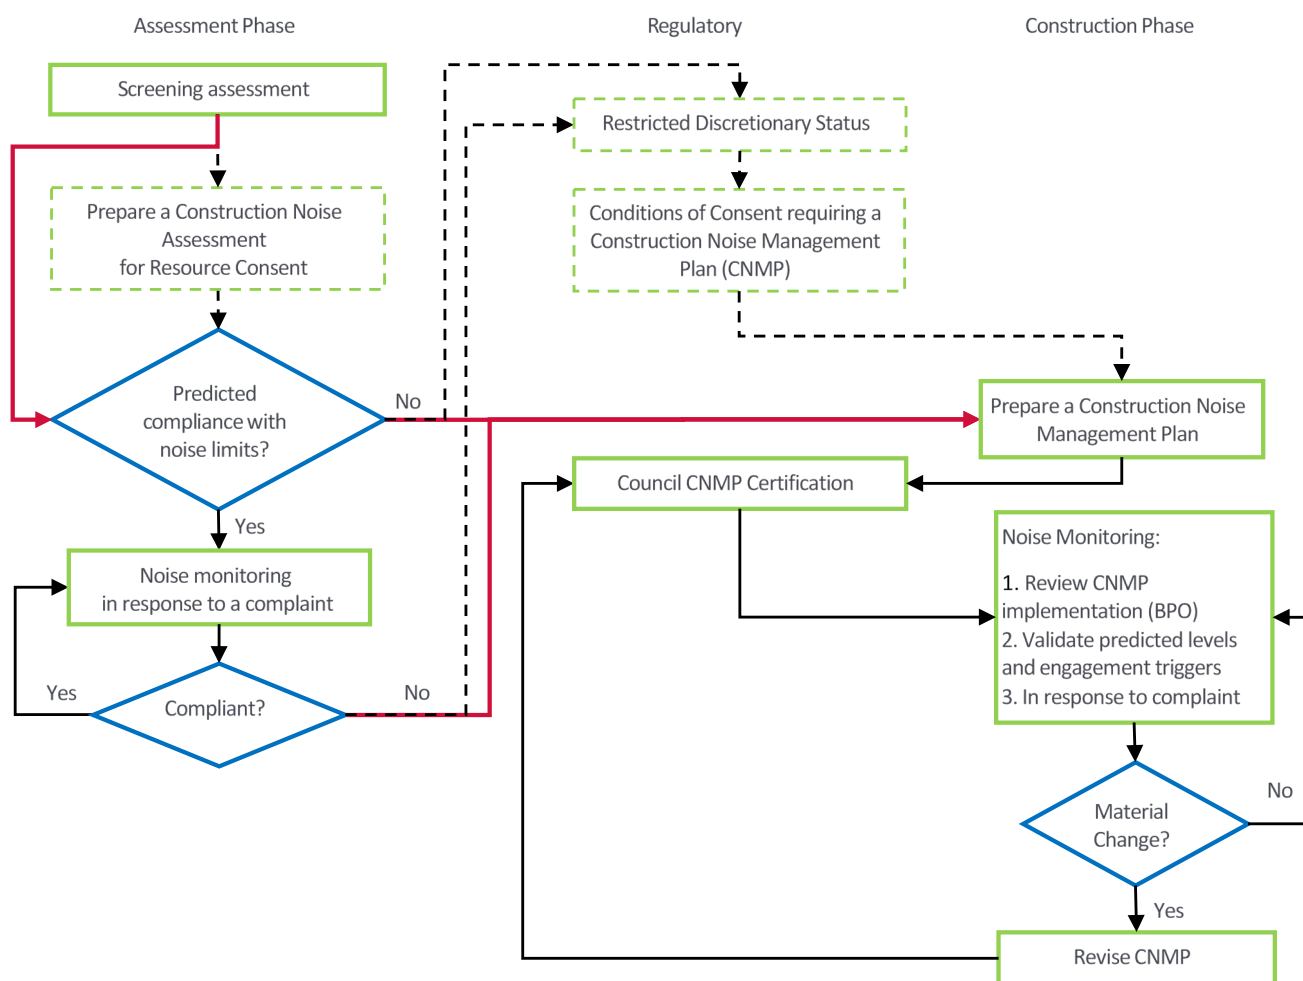 Assessment Phase
Regulatory
Construction Phase
Screening assessment
Restricted Discretionary Status
Prepare a Construction Noise
Assessment
for Resource Consent
Conditions of Consent requiring a
Construction Noise Management
Plan (CNMP)
Predicted
compliance with
noise limits?
No
Prepare a Construction Noise
Management Plan
Council CNMP Certification
Yes
Noise monitoring
in response to a complaint
Noise Monitoring:
1. Review CNMP
implementation (BPO)
2. Validate predicted levels
and engagement triggers
3. In response to complaint
Yes
Compliant?
No
Material
Change?
No
Yes
Revise CNMP